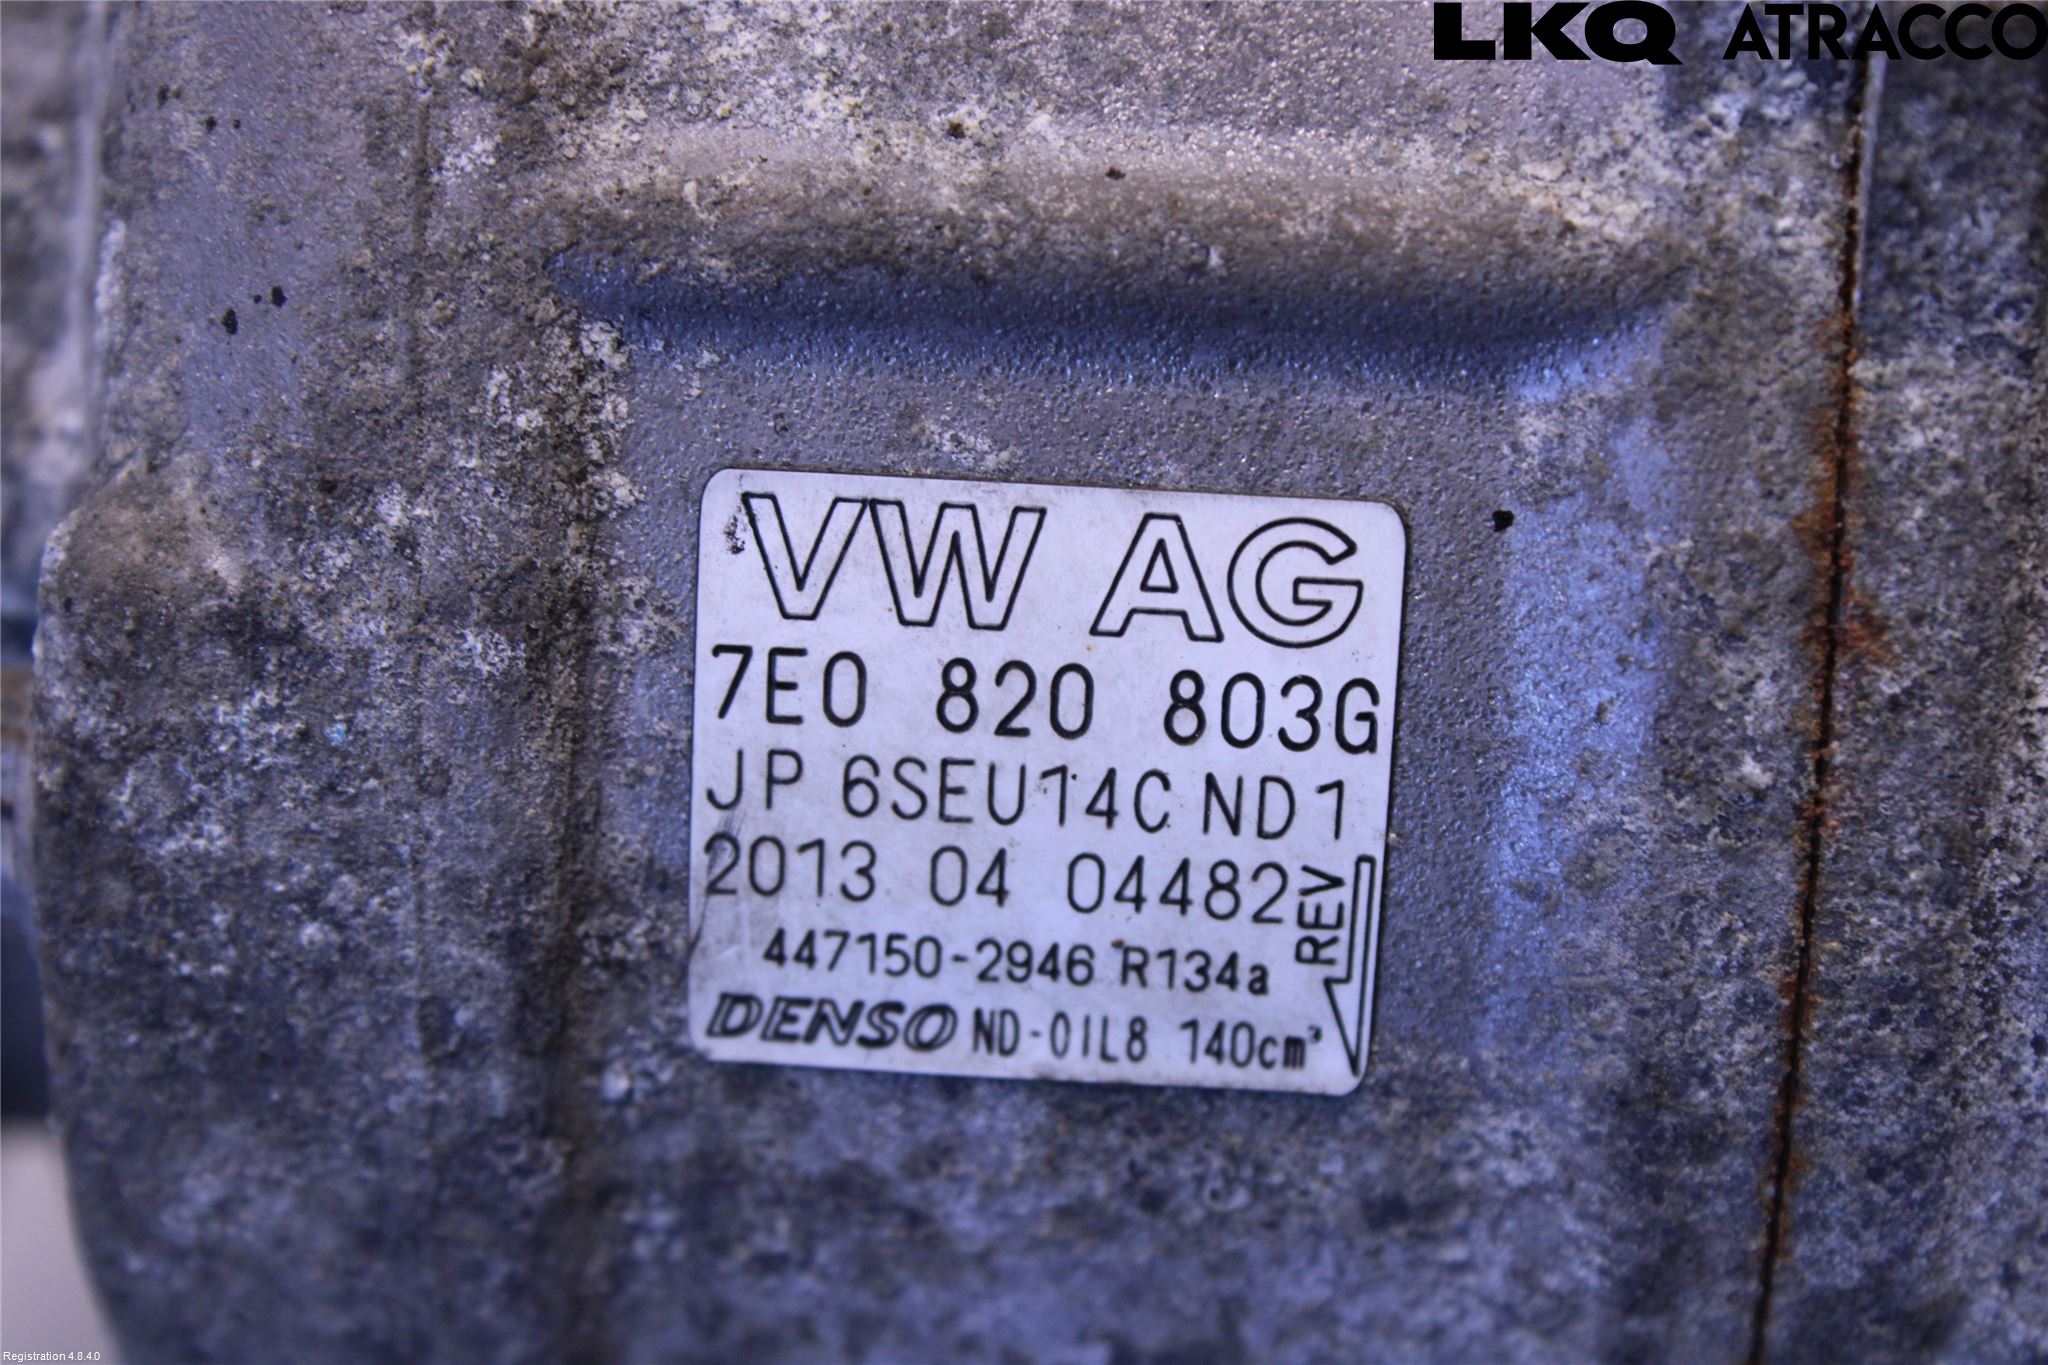 LKQ ATRACCO
VW AG
7E0 820 803G
JP 6SEU14C ND1
2013 04 04482
REV
447150-2946 R134a
DENSO ND-OIL8 140cm³
Registration 4.8.4.0